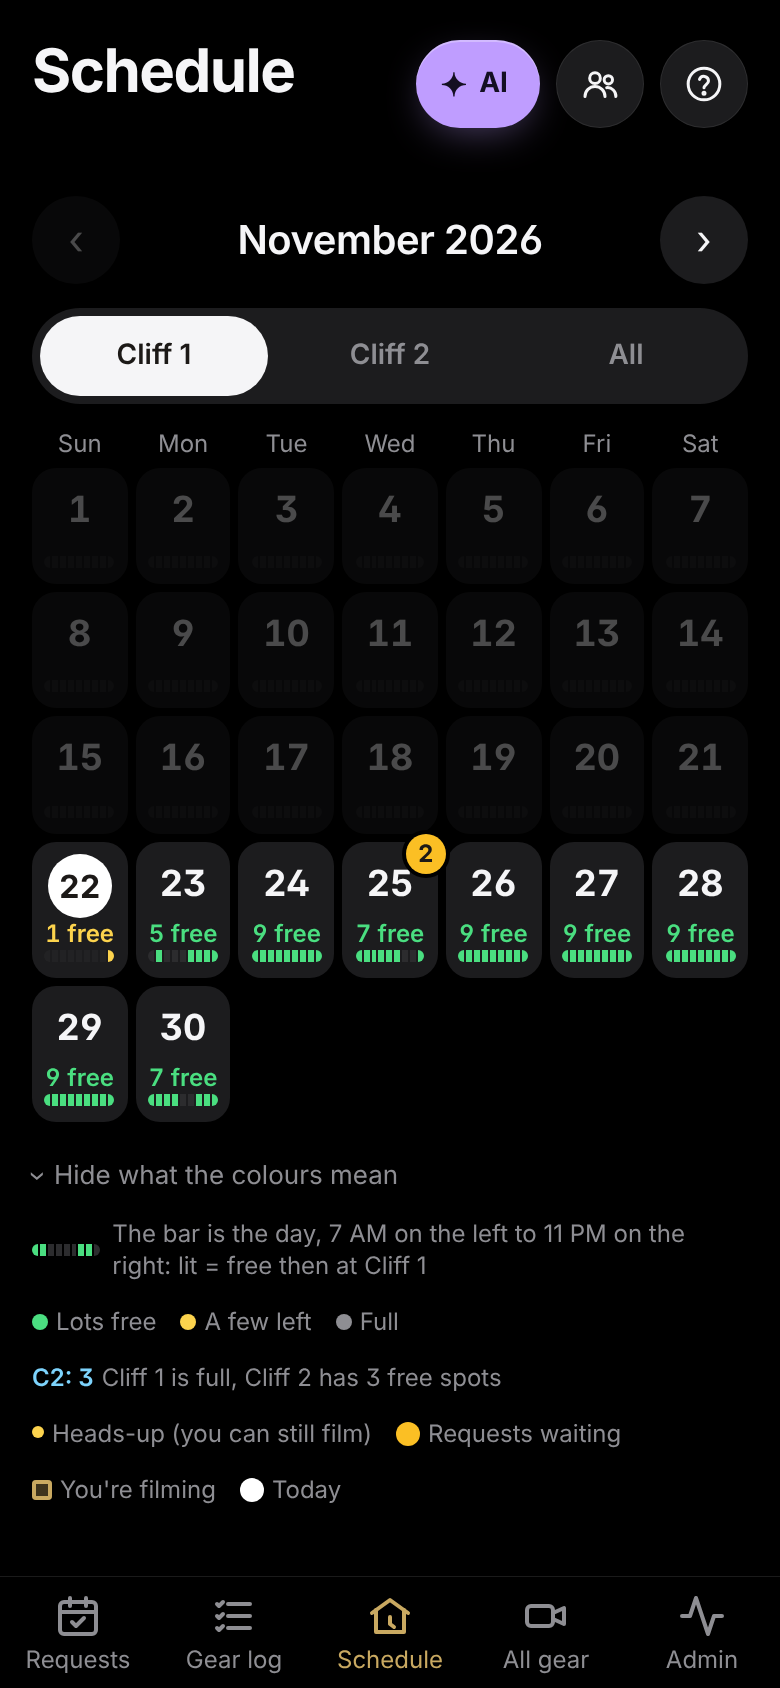 Schedule
AI
November 2026
Cliff 1 Cliff 2 All
Sun Mon Tue Wed Thu Fri Sat
1 2 3 4 5 6 7
8 9 10 11 12 13 14
15 16 17 18 19 20 21
2
22 23 24 25 26 27 28
1 free 5 free 9 free 7 free 9 free 9 free 9 free
29 30
9 free 7 free
Hide what the colours mean
The bar is the day, 7 AM on the left to 11 PM on the
right: lit = free then at Cliff 1
Lots free A few left Full
C2: 3 Cliff 1 is full, Cliff 2 has 3 free spots
Heads-up (you can still film) Requests waiting
You're filming Today
Requests Gear log Schedule All gear Admin